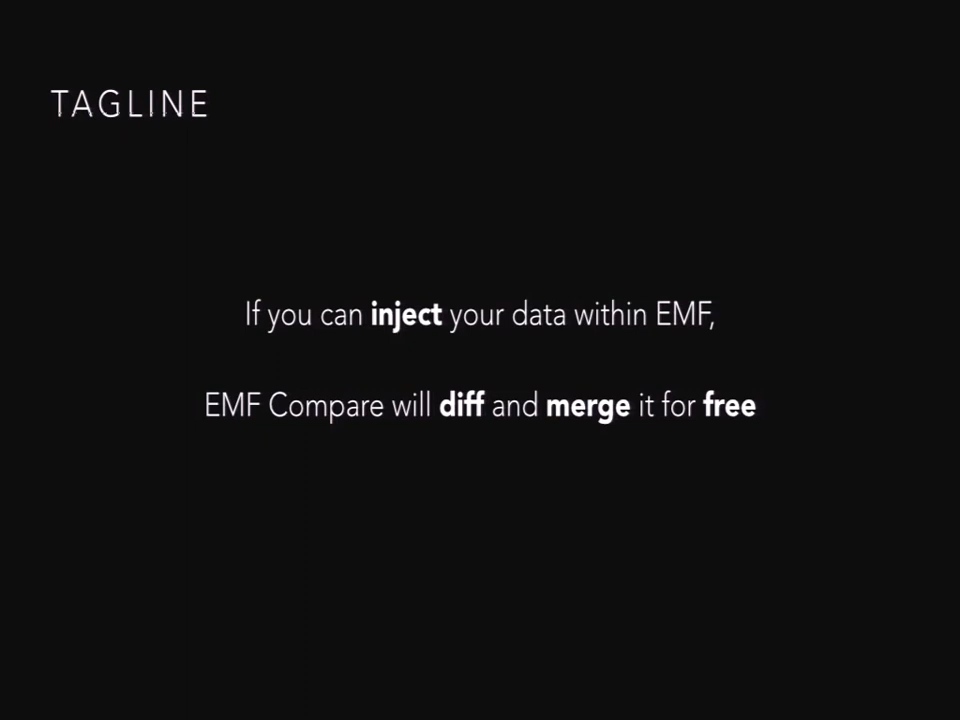 TAGLINE
If you can inject your data within EMF,
EMF Compare will diff and merge it for free